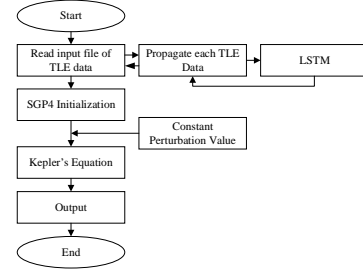 Start
Read input file of
TLE data
Propagate each TLE
Data
LSTM
SGP4 Initialization
Constant
Perturbation Value
Kepler's Equation
Output
End